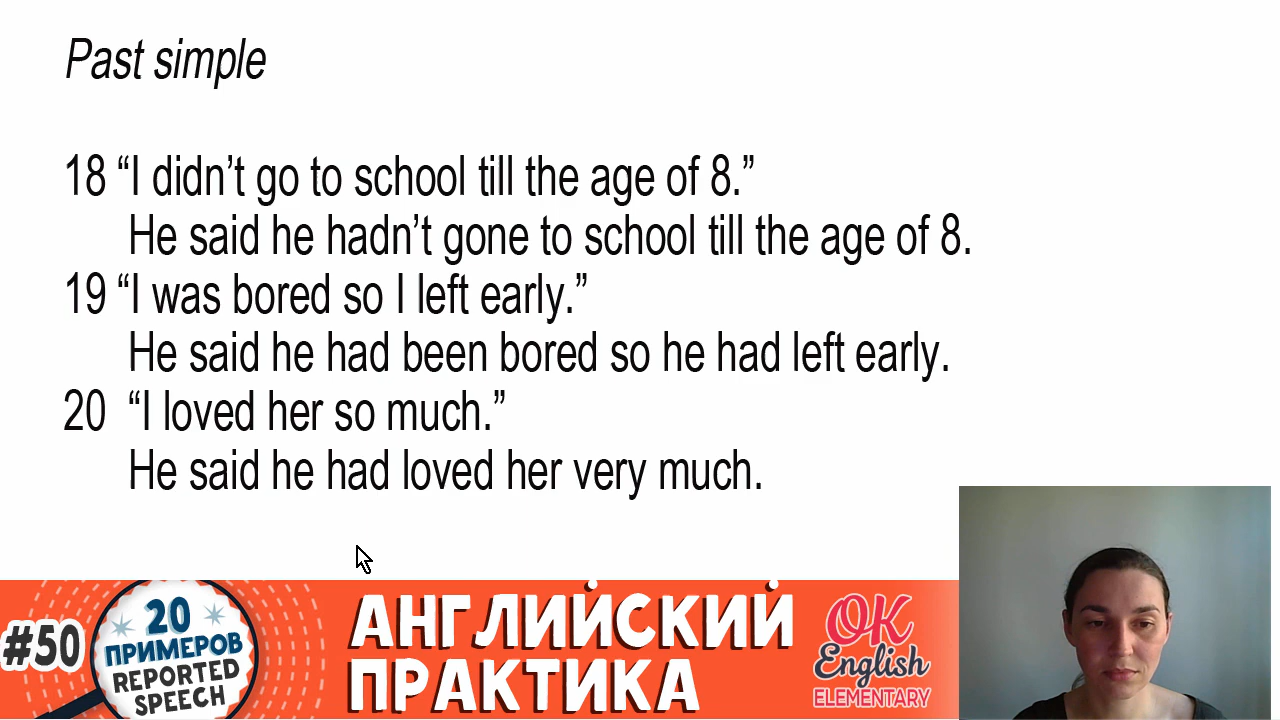 Past simple
18 “I didn’t go to school till the age of 8.”
He said he hadn’t gone to school till the age of 8.
19 “I was bored so I left early.”
He said he had been bored so he had left early.
20 “I loved her so much.”
He said he had loved her very much.
#50
20
ПРИМЕРОВ
REPORTED
SPEECH
АНГЛИЙСКИЙ
ПРАКТИКА
OK
English
ELEMENTARY